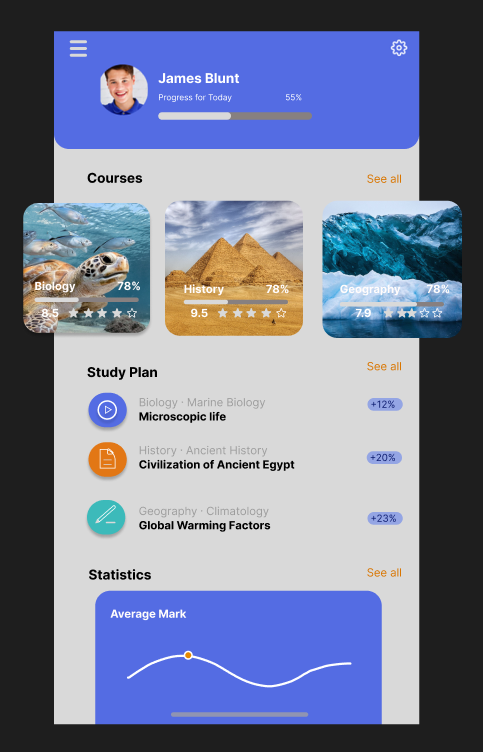 James Blunt
Progress for Today 55%
Courses See all
Biology 78%
8.5
History 78%
9.5
Geography 78%
7.9
Study Plan See all
Biology · Marine Biology
Microscopic life +12%
History · Ancient History
Civilization of Ancient Egypt +20%
Geography · Climatology
Global Warming Factors +23%
Statistics See all
Average Mark